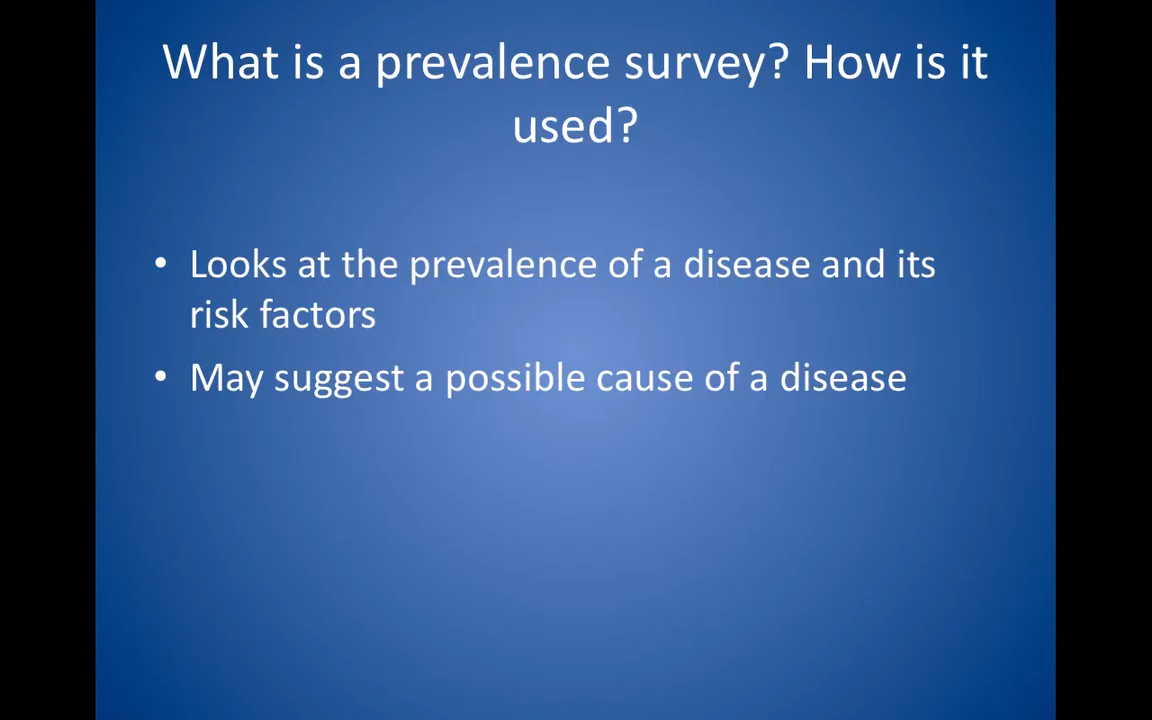 What is a prevalence survey? How is it
used?
• Looks at the prevalence of a disease and its
risk factors
• May suggest a possible cause of a disease